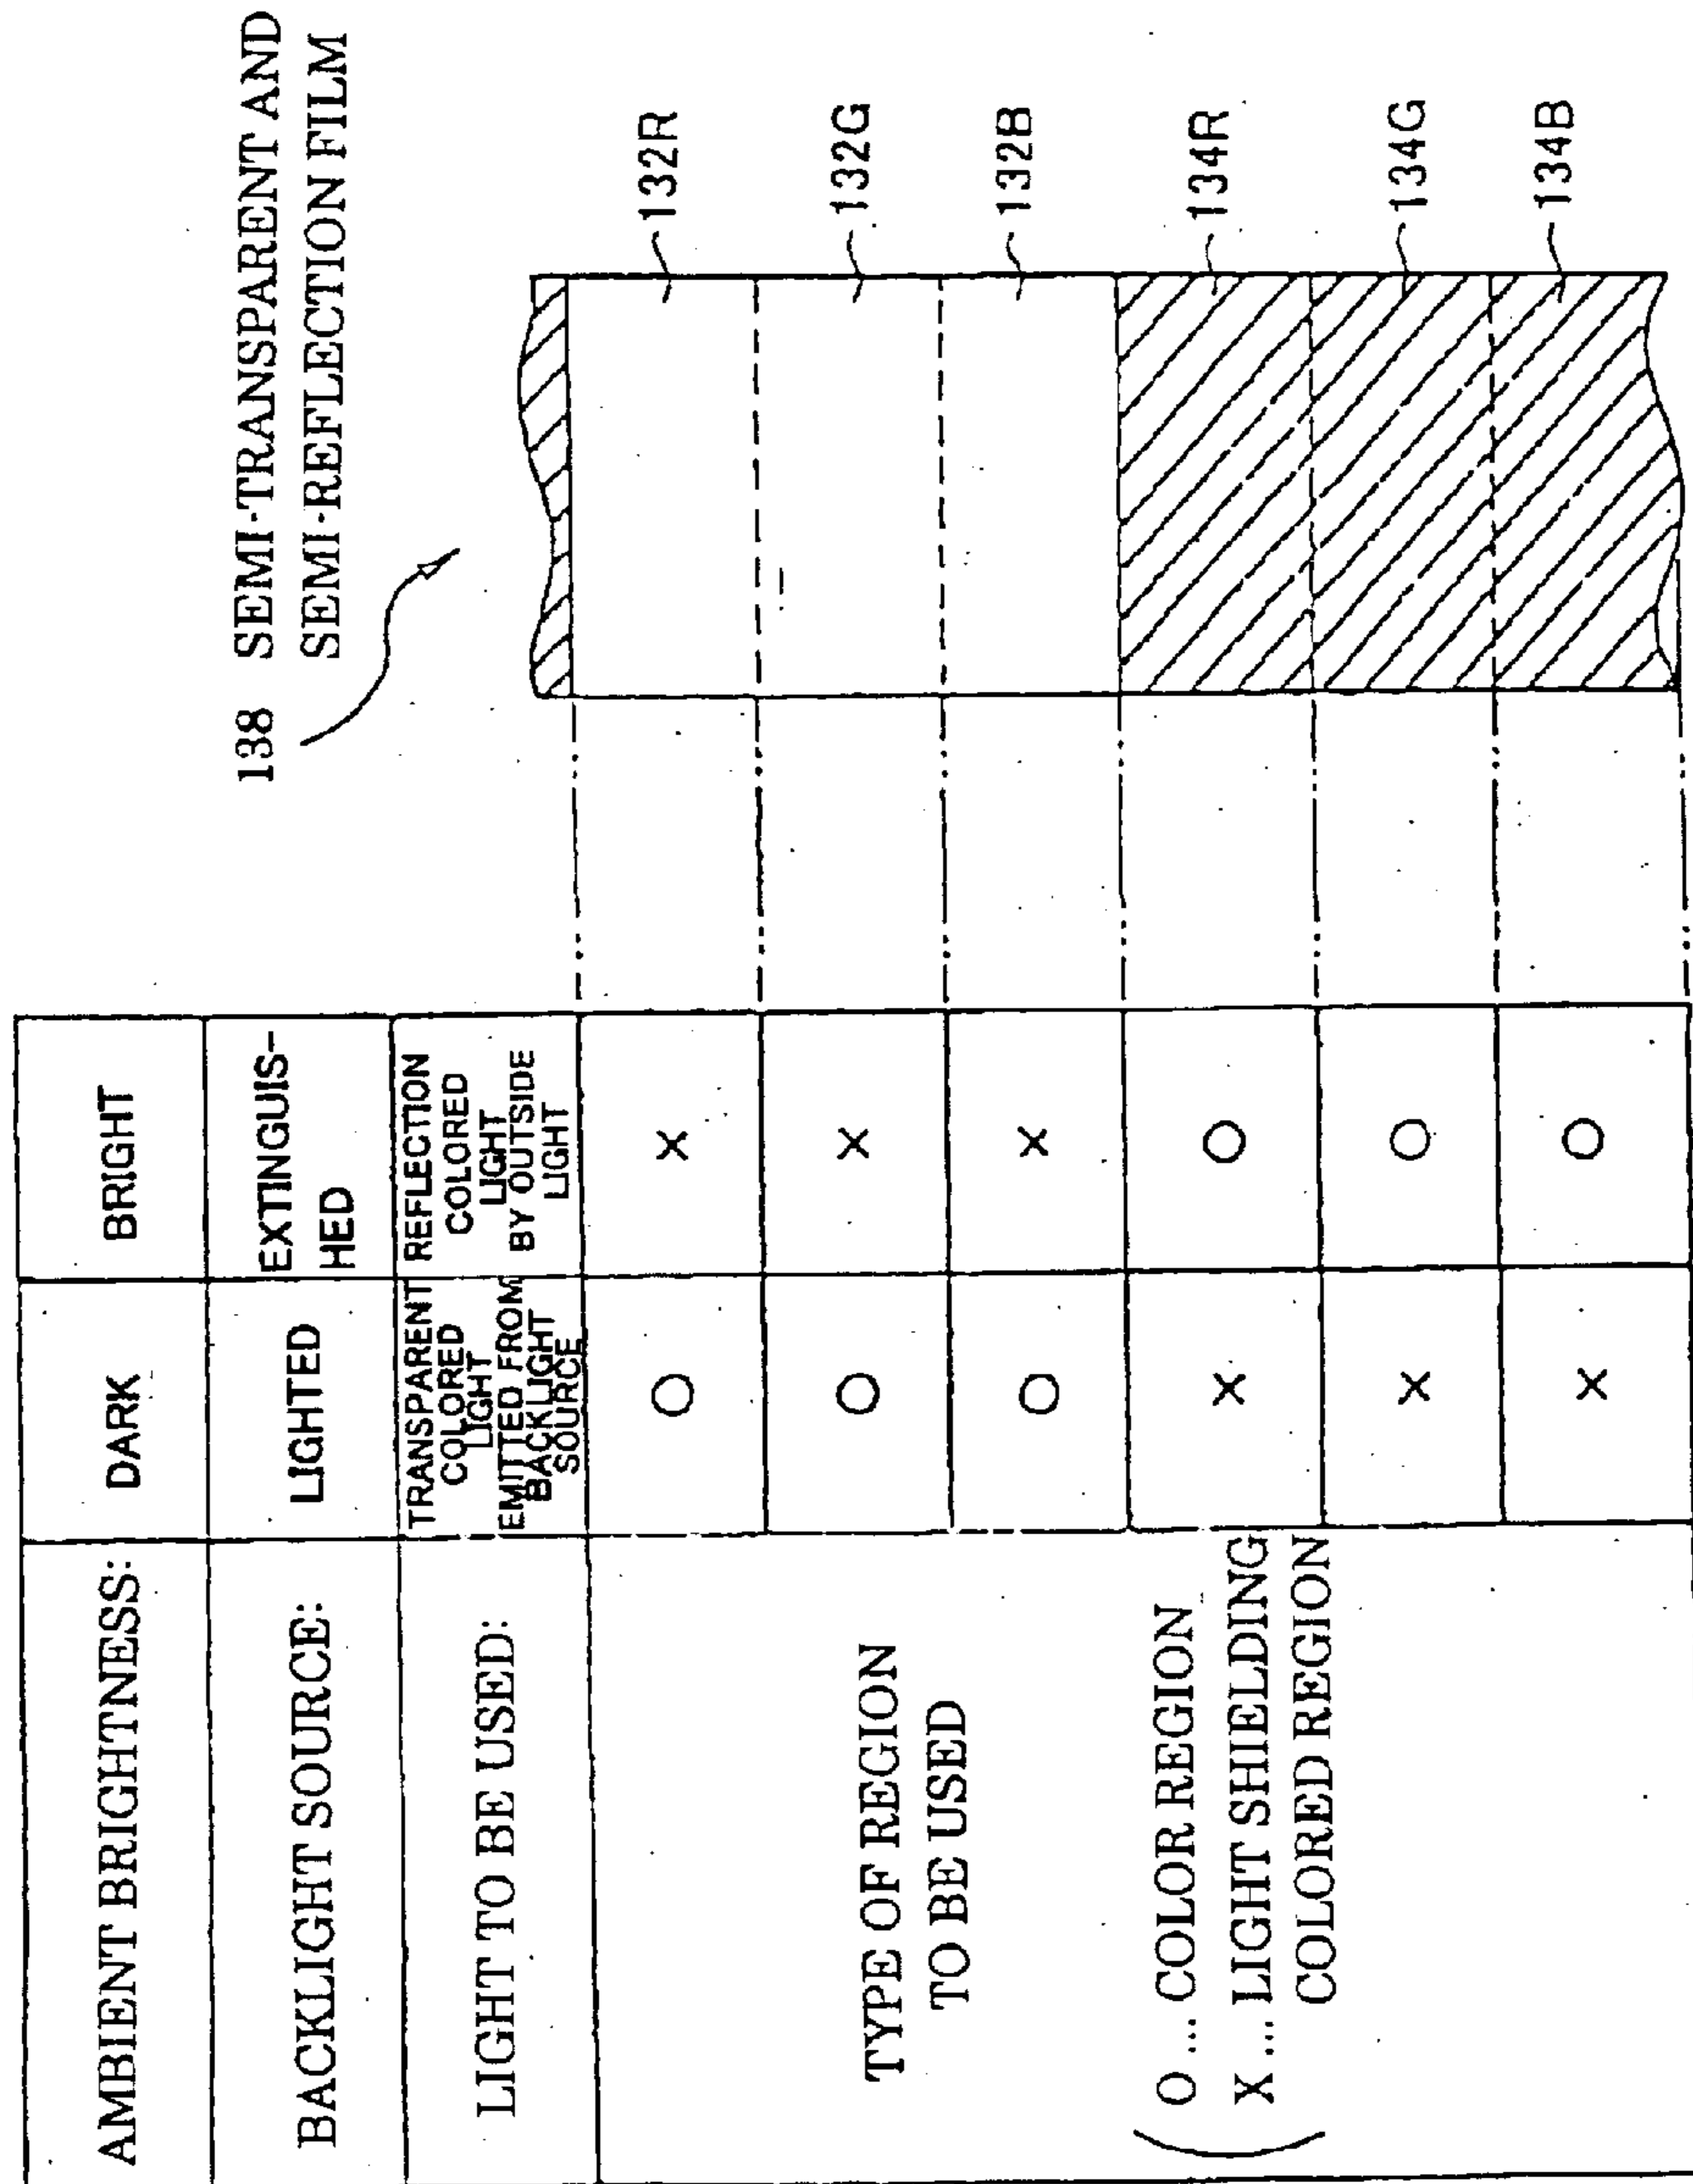 138 SEMI-TRANSPARENT AND
SEMI-REFLECTION FILM
AMBIENT BRIGHTNESS:
DARK
BRIGHT
BACKLIGHT SOURCE:
LIGHTED
EXTINGUIS-
HED
LIGHT TO BE USED:
TRANSPARENT
COLORED
LIGHT
EMITTED FROM
BACKLIGHT
SOURCE
REFLECTION
COLORED
LIGHT
BY OUTSIDE
LIGHT
TYPE OF REGION
TO BE USED
O ... COLOR REGION
X ... LIGHT SHIELDING
COLORED REGION
O X 132R
O X 132G
O X 132B
X O 134R
X O 134G
X O 134B